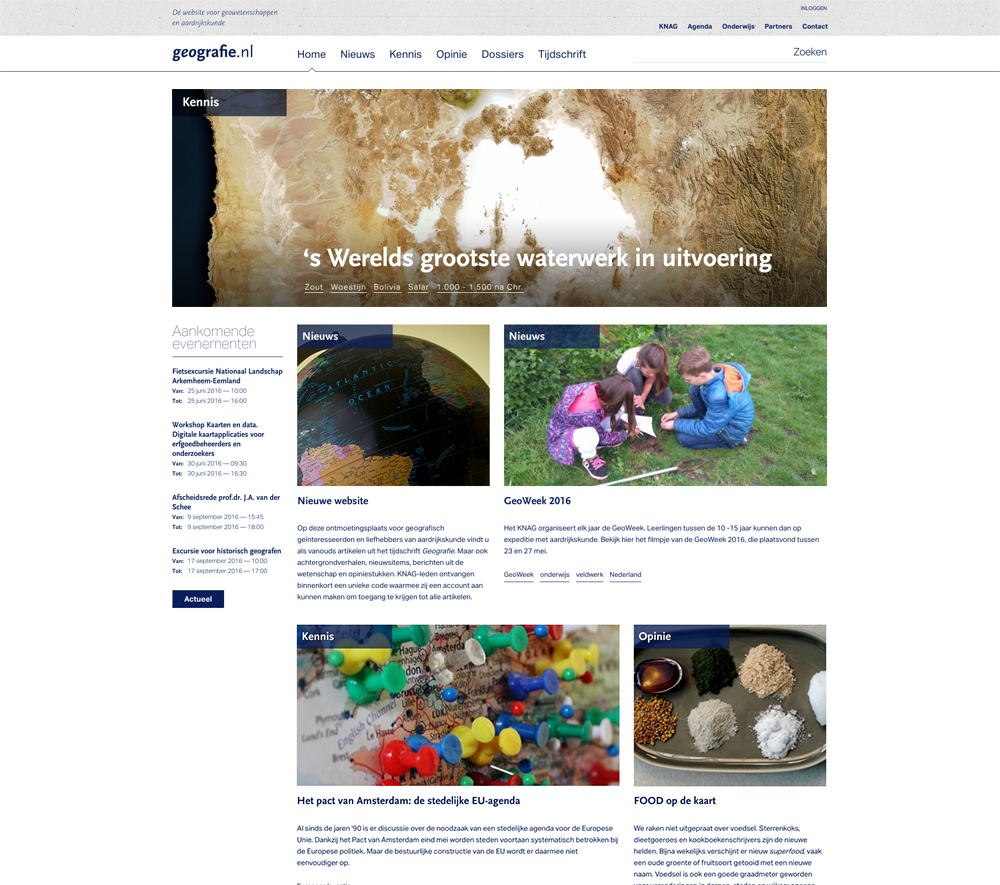 Dé website voor geowetenschappen
en aardrijkskunde
INLOGGEN
KNAG Agenda Onderwijs Partners Contact
geografie.nl
Home Nieuws Kennis Opinie Dossiers Tijdschrift
Zoeken
Kennis
‘s Werelds grootste waterwerk in uitvoering
Zout Woestijn Bolivia Salar 1.000 - 1.500 na Chr.
Aankomende
evenementen
Fietsexcursie Nationaal Landschap
Arkemheem-Eemland
Van: 25 juni 2016 — 10:00
Tot: 25 juni 2016 — 16:00
Workshop Kaarten en data.
Digitale kaartapplicaties voor
erfgoedbeheerders en
onderzoekers
Van: 30 juni 2016 — 09:30
Tot: 30 juni 2016 — 16:30
Afscheidsrede prof.dr. J.A. van der
Schee
Van: 9 september 2016 — 15:45
Tot: 9 september 2016 — 18:00
Excursie voor historisch geografen
Van: 17 september 2016 — 10:00
Tot: 17 september 2016 — 17:00
Actueel
Nieuws
ATLANTIC
OCEAN
Nieuwe website
Op deze ontmoetingsplaats voor geografisch
geïnteresseerden en liefhebbers van aardrijkskunde vindt u
als vanouds artikelen uit het tijdschrift Geografie. Maar ook
achtergrondverhalen, nieuwsitems, berichten uit de
wetenschap en opiniestukken. KNAG-leden ontvangen
binnenkort een unieke code waarmee zij een account aan
kunnen maken om toegang te krijgen tot alle artikelen.
Nieuws
GeoWeek 2016
Het KNAG organiseert elk jaar de GeoWeek. Leerlingen tussen de 10 -15 jaar kunnen dan op
expeditie met aardrijkskunde. Bekijk hier het filmpje van de GeoWeek 2016, die plaatsvond tussen
23 en 27 mei.
GeoWeek onderwijs veldwerk Nederland
Kennis
Hague
Amsterda
Plymou
Land's End
English Channel
Le Havre
Brest
Het pact van Amsterdam: de stedelijke EU-agenda
Al sinds de jaren '90 is er discussie over de noodzaak van een stedelijke agenda voor de Europese
Unie. Dankzij het Pact van Amsterdam eind mei worden steden voortaan systematisch betrokken bij
de Europese politiek. Maar de bestuurlijke constructie van de EU wordt er daarmee niet
eenvoudiger op.
Opinie
FOOD op de kaart
We raken niet uitgepraat over voedsel. Sterrenkoks,
dieetgoeroes en kookboekenschrijvers zijn de nieuwe
helden. Bijna wekelijks verschijnt er nieuw superfood, vaak
een oude groente of fruitsoort getooid met een nieuwe
naam. Voedsel is ook een goede graadmeter geworden